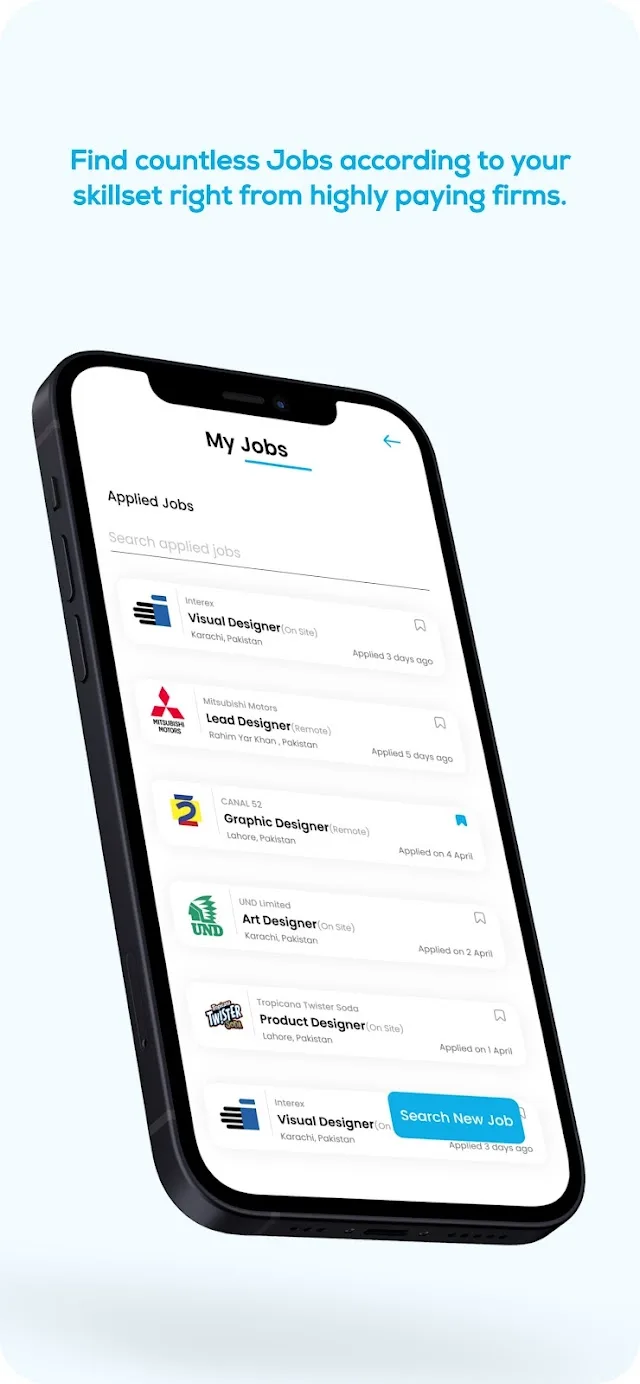 Find countless Jobs according to your
skillset right from highly paying firms.
My Jobs
Applied Jobs
Search applied jobs
Interex
Visual Designer(On Site)
Karachi, Pakistan
Applied 3 days ago
MITSUBISHI
MOTORS
Mitsubishi Motors
Lead Designer(Remote)
Rahim Yar Khan , Pakistan
Applied 5 days ago
CANAL 52
Graphic Designer(Remote)
Lahore, Pakistan
Applied on 4 April
UND
UND Limited
Art Designer(On Site)
Karachi, Pakistan
Applied on 2 April
Tropicana
TWISTER
SODA
Tropicana Twister Soda
Product Designer(On Site)
Lahore, Pakistan
Applied on 1 April
Interex
Visual Designer(On
Karachi, Pakistan
Search New Job
Applied 3 days ago